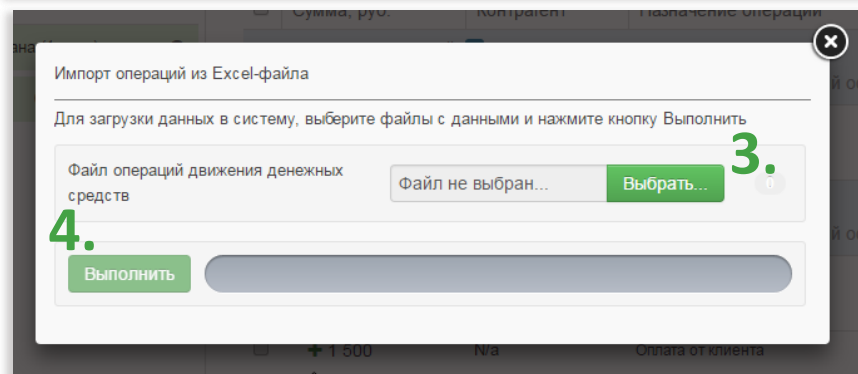 Сумма, руб. Контрагент Назначение операции
Импорт операций из Excel-файла
Для загрузки данных в систему, выберите файлы с данными и нажмите кнопку Выполнить
3.
Файл операций движения денежных
средств
Файл не выбран... Выбрать...
4.
Выполнить
+ 1 500 N/a Оплата от клиента